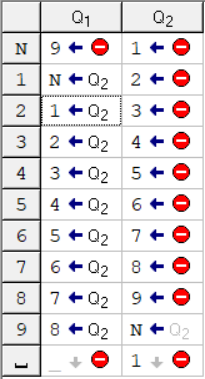 Q₁ Q₂
N 9 ← ⛔ 1 ← ⛔
1 N ← Q₂ 2 ← ⛔
2 1 ← Q₂ 3 ← ⛔
3 2 ← Q₂ 4 ← ⛔
4 3 ← Q₂ 5 ← ⛔
5 4 ← Q₂ 6 ← ⛔
6 5 ← Q₂ 7 ← ⛔
7 6 ← Q₂ 8 ← ⛔
8 7 ← Q₂ 9 ← ⛔
9 8 ← Q₂ N ← Q₂
⎵ _ ↓ ⛔ 1 ↓ ⛔